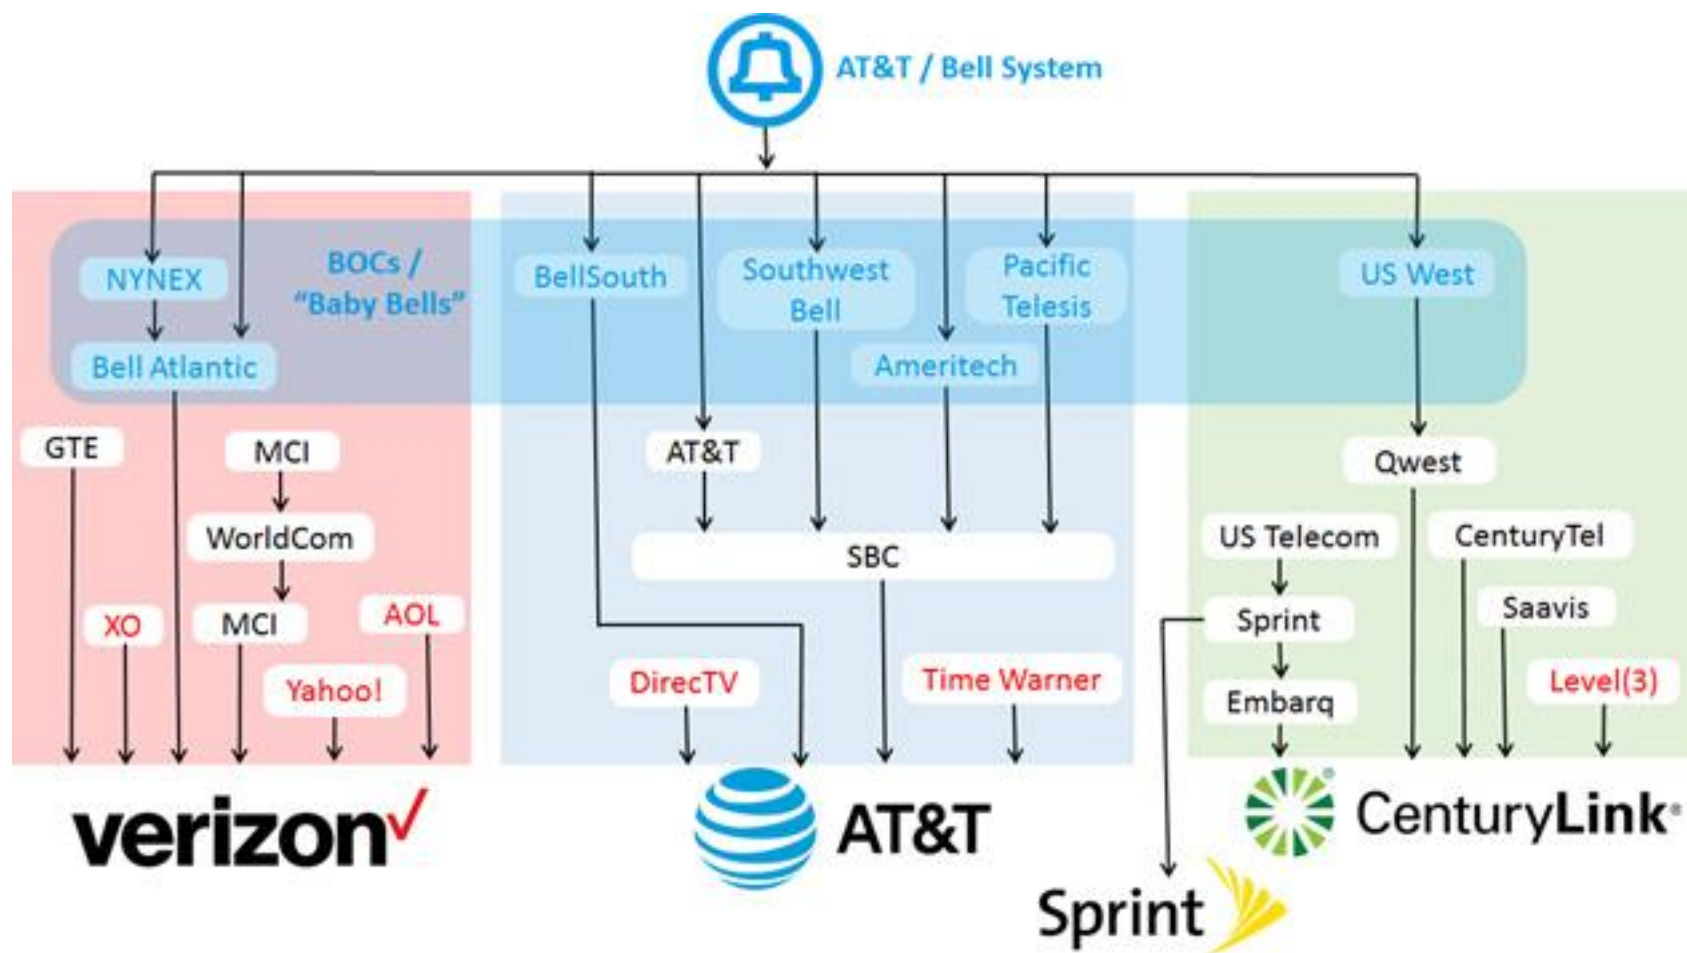 AT&T / Bell System
NYNEX
BOCs /
“Baby Bells”
Bell Atlantic
BellSouth
Southwest
Bell
Pacific
Telesis
Ameritech
US West
GTE
MCI
WorldCom
XO
MCI
AOL
Yahoo!
AT&T
SBC
DirecTV
Time Warner
Qwest
US Telecom
CenturyTel
Sprint
Saavis
Embarq
Level(3)
verizon
AT&T
CenturyLink®
Sprint